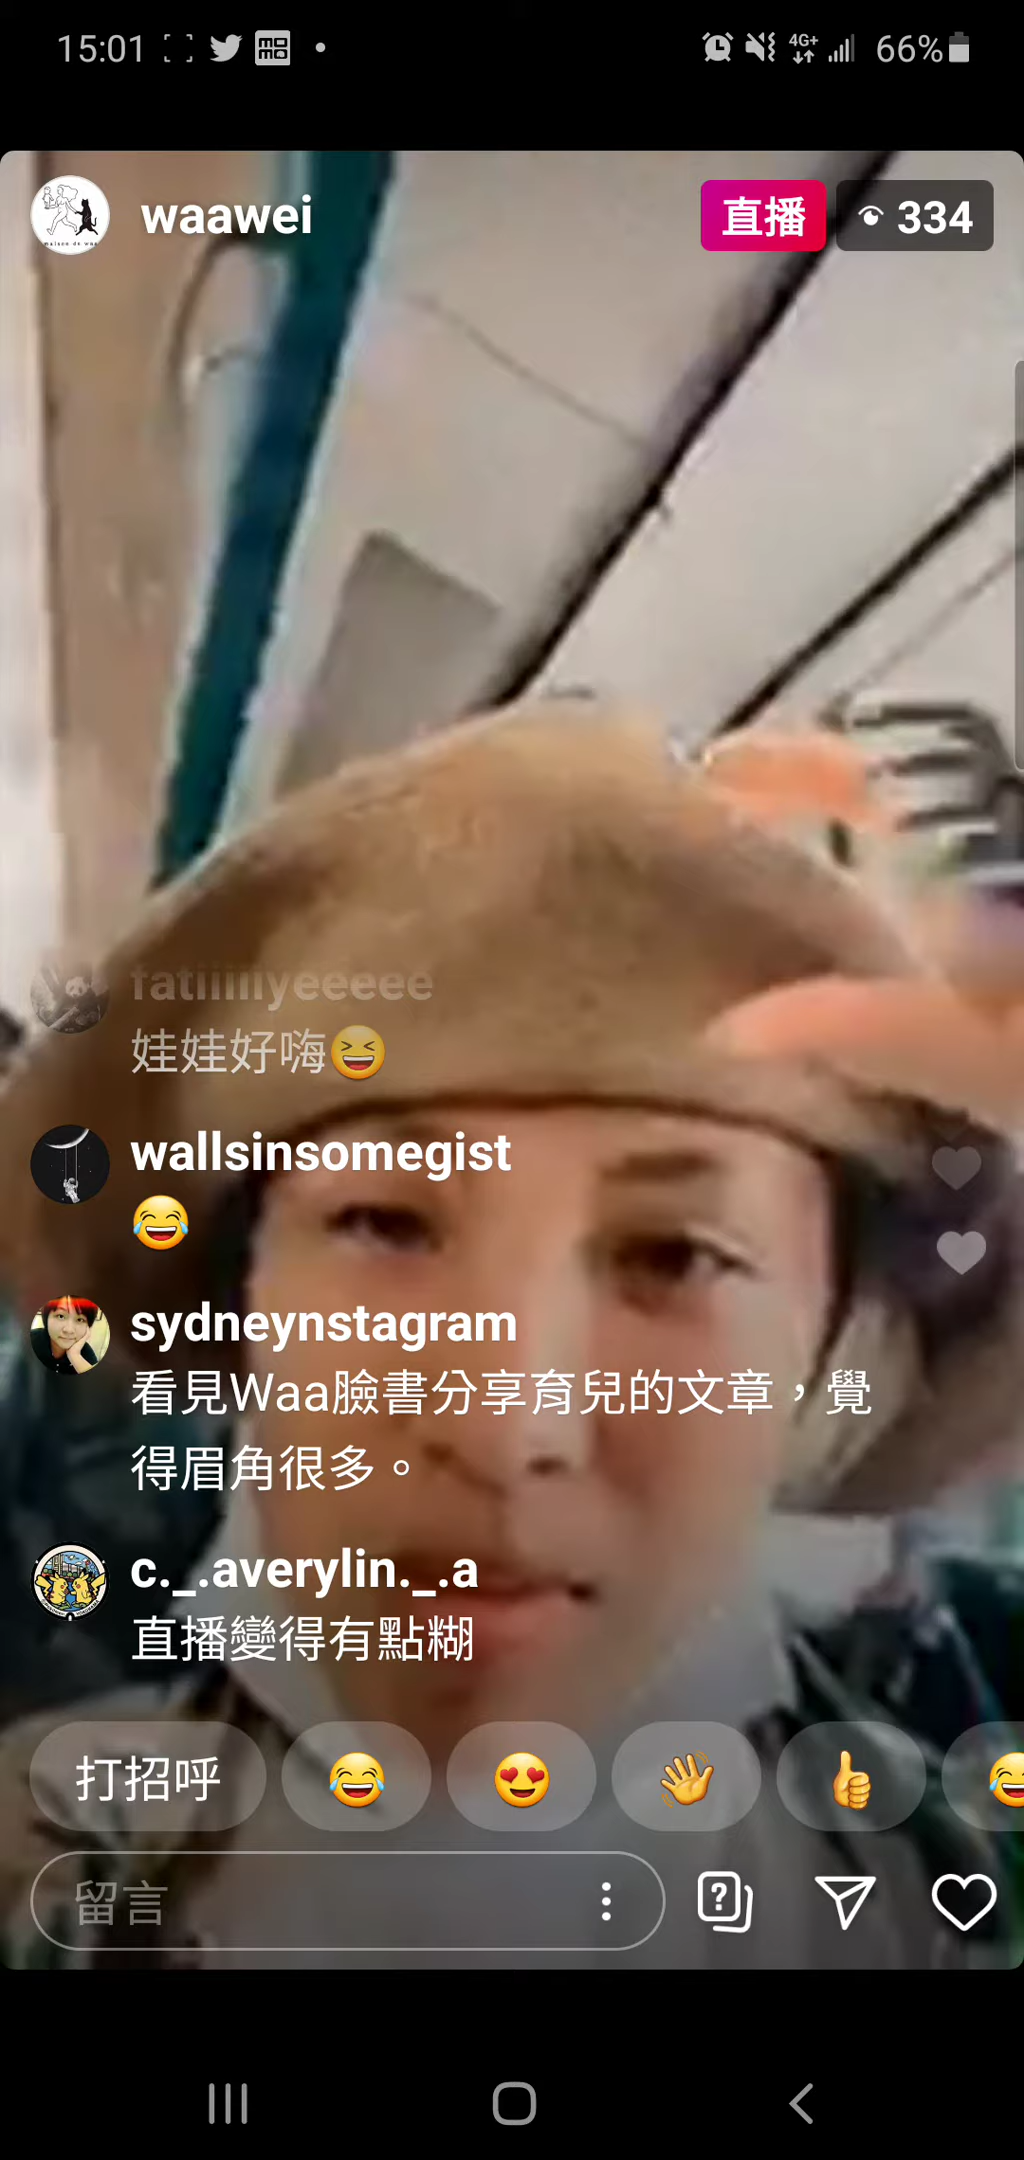 15:01
4G+
66%
waawei
直播
334
fatiiiiiyeeeee
娃娃好嗨😆
wallsinsomegist
😂
sydneynstagram
看見Waa臉書分享育兒的文章，覺
得眉角很多。
c._.averylin._.a
直播變得有點糊
打招呼 😂 😍 👋 👍 😂
留言